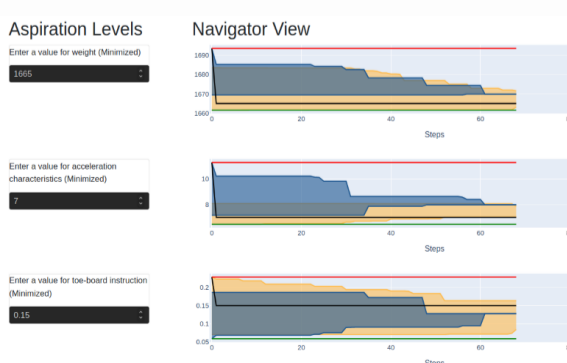 Aspiration Levels
Navigator View
Enter a value for weight (Minimized)
1665
1690
1680
1670
1660
0
20
40
60
Steps
Enter a value for acceleration
characteristics (Minimized)
7
10
8
0
20
40
60
Steps
Enter a value for toe-board instruction
(Minimized)
0.15
0.2
0.15
0.1
0.05
0
20
40
60
Steps